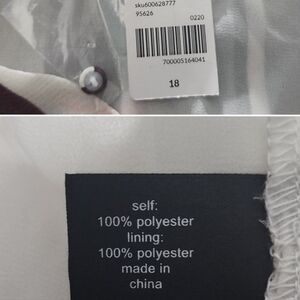 sku600628777
95626
0220
700005164041
18
self:
100% polyester
lining:
100% polyester
made in
china